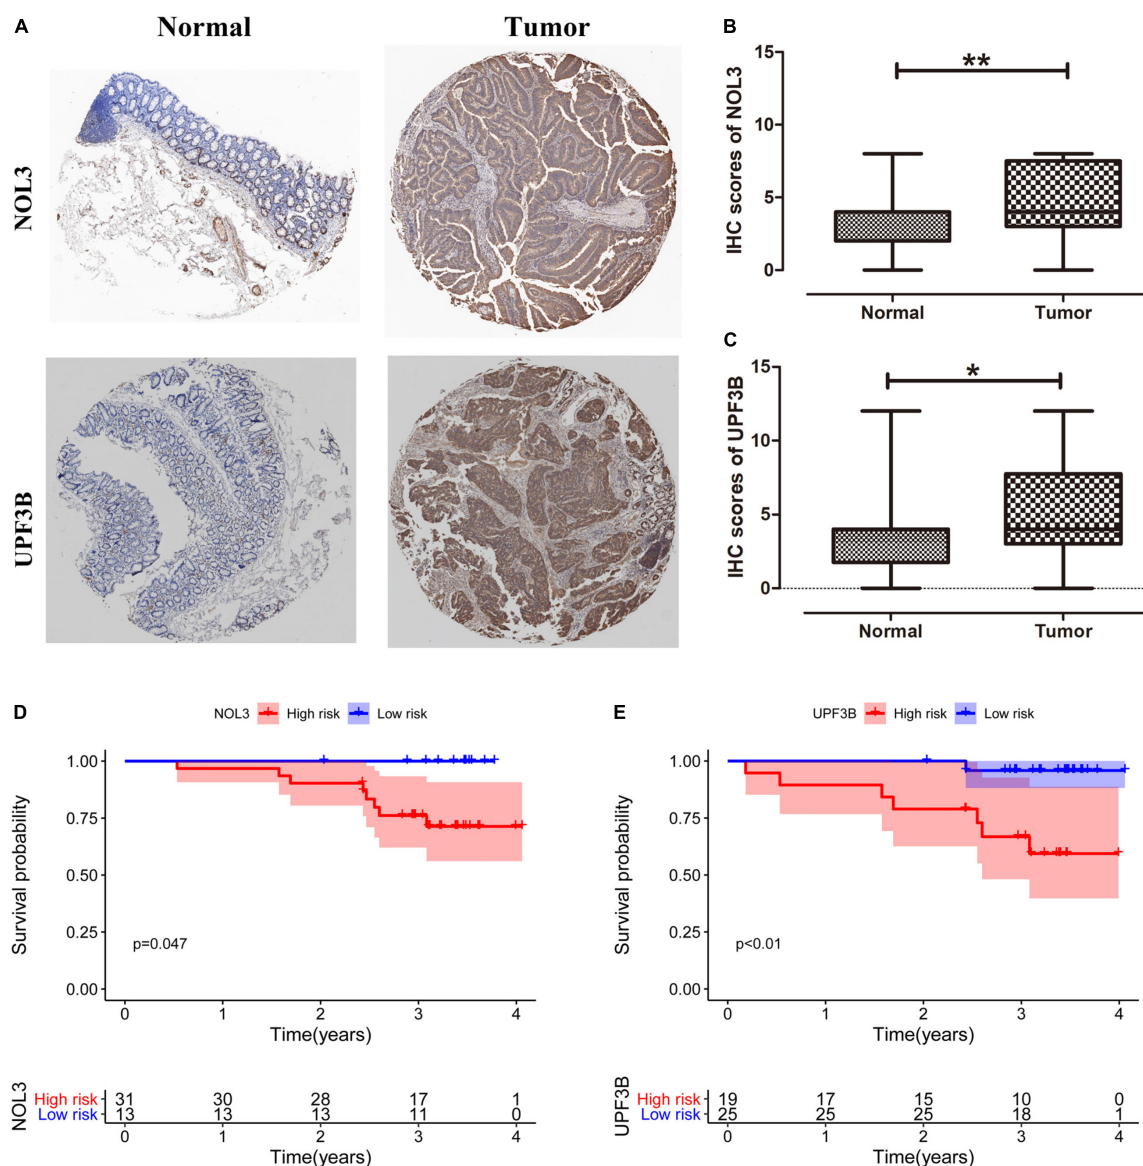 A
Normal
Tumor
NOL3
UPF3B
B
IHC scores of NOL3
15
10
5
0
**
Normal
Tumor
C
IHC scores of UPF3B
15
10
5
0
*
Normal
Tumor
D
NOL3 High risk Low risk
Survival probability
1.00
0.75
0.50
0.25
0.00
p=0.047
0 1 2 3 4
Time(years)
NOL3
High risk 31 30 28 17 1
Low risk 13 13 13 11 0
0 1 2 3 4
Time(years)
E
UPF3B High risk Low risk
Survival probability
1.00
0.75
0.50
0.25
0.00
p<0.01
0 1 2 3 4
Time(years)
UPF3B
High risk 19 17 15 10 0
Low risk 25 25 25 18 1
0 1 2 3 4
Time(years)